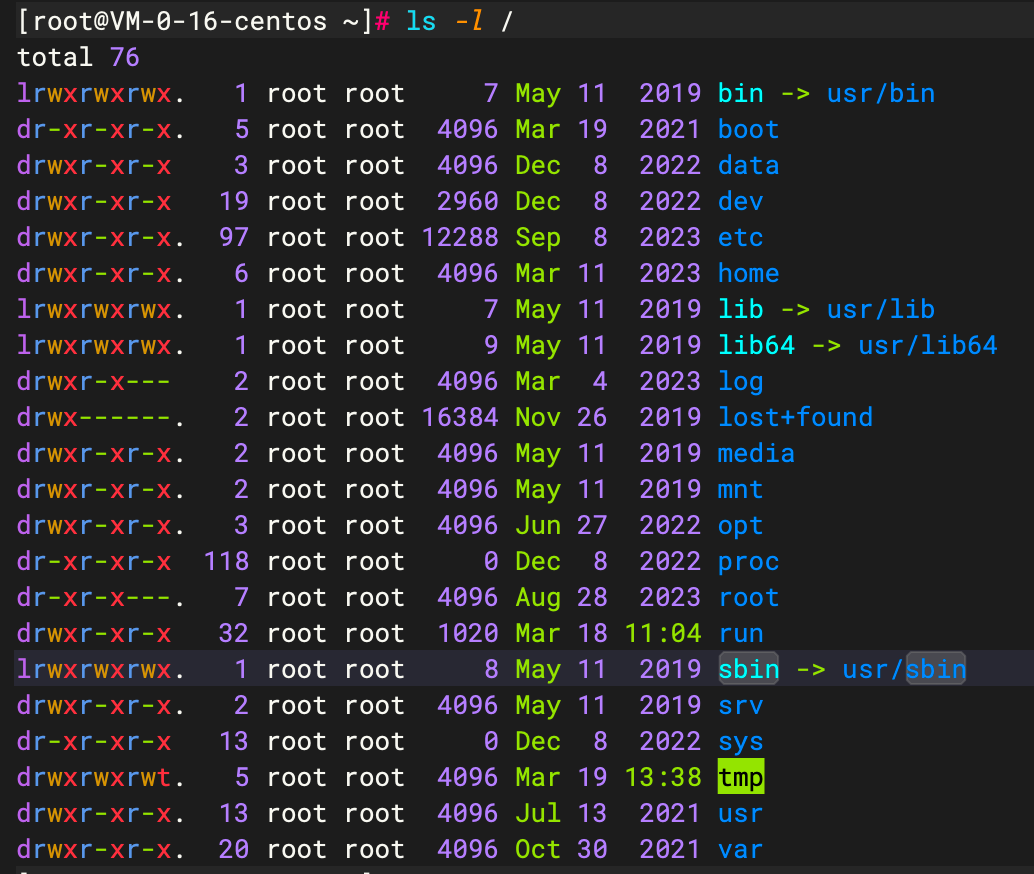 [root@VM-0-16-centos ~]# ls -l /
total 76
lrwxrwxrwx.   1 root root     7 May 11  2019 bin -> usr/bin
dr-xr-xr-x.   5 root root  4096 Mar 19  2021 boot
drwxr-xr-x    3 root root  4096 Dec  8  2022 data
drwxr-xr-x   19 root root  2960 Dec  8  2022 dev
drwxr-xr-x.  97 root root 12288 Sep  8  2023 etc
drwxr-xr-x.   6 root root  4096 Mar 11  2023 home
lrwxrwxrwx.   1 root root     7 May 11  2019 lib -> usr/lib
lrwxrwxrwx.   1 root root     9 May 11  2019 lib64 -> usr/lib64
drwxr-x---    2 root root  4096 Mar  4  2023 log
drwx------.   2 root root 16384 Nov 26  2019 lost+found
drwxr-xr-x.   2 root root  4096 May 11  2019 media
drwxr-xr-x.   2 root root  4096 May 11  2019 mnt
drwxr-xr-x.   3 root root  4096 Jun 27  2022 opt
dr-xr-xr-x  118 root root     0 Dec  8  2022 proc
dr-xr-x---.   7 root root  4096 Aug 28  2023 root
drwxr-xr-x   32 root root  1020 Mar 18 11:04 run
lrwxrwxrwx.   1 root root     8 May 11  2019 sbin -> usr/sbin
drwxr-xr-x.   2 root root  4096 May 11  2019 srv
dr-xr-xr-x   13 root root     0 Dec  8  2022 sys
drwxrwxrwt.   5 root root  4096 Mar 19 13:38 tmp
drwxr-xr-x.  13 root root  4096 Jul 13  2021 usr
drwxr-xr-x.  20 root root  4096 Oct 30  2021 var